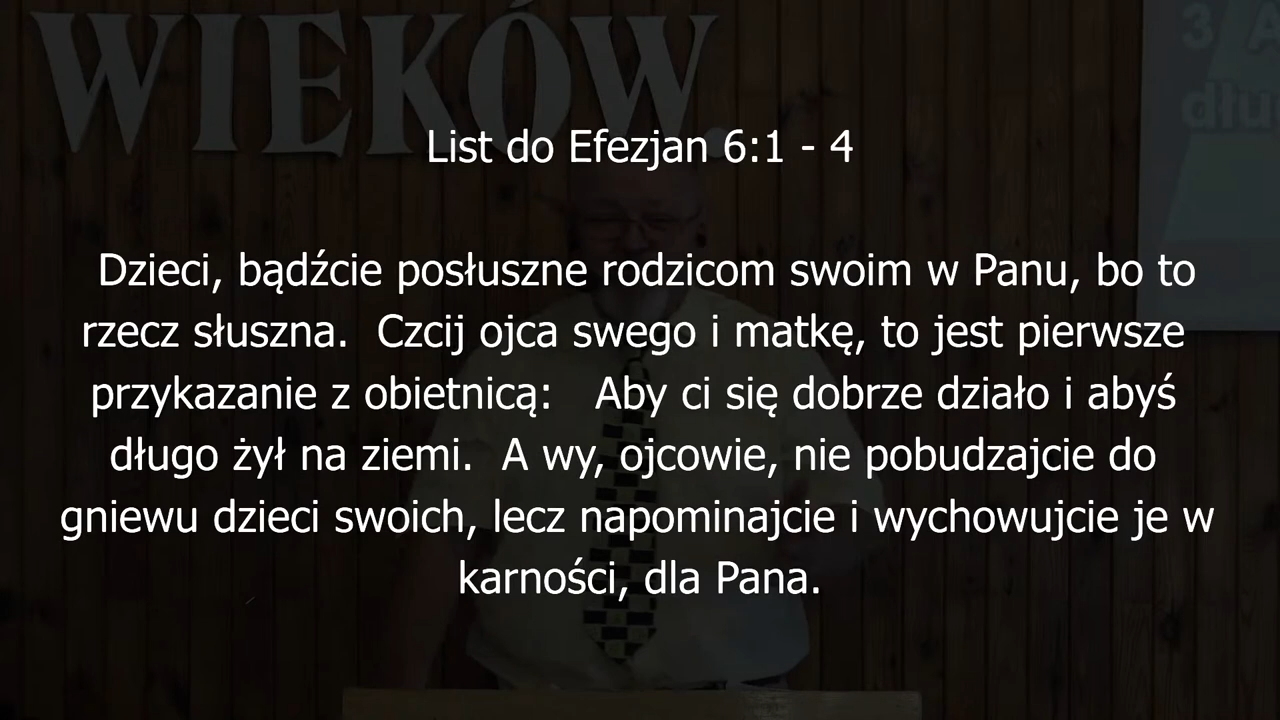 WIEKÓW.
3 A
dłu
List do Efezjan 6:1 - 4
Dzieci, bądźcie posłuszne rodzicom swoim w Panu, bo to
rzecz słuszna. Czcij ojca swego i matkę, to jest pierwsze
przykazanie z obietnicą: Aby ci się dobrze działo i abyś
długo żył na ziemi. A wy, ojcowie, nie pobudzajcie do
gniewu dzieci swoich, lecz napominajcie i wychowujcie je w
karności, dla Pana.